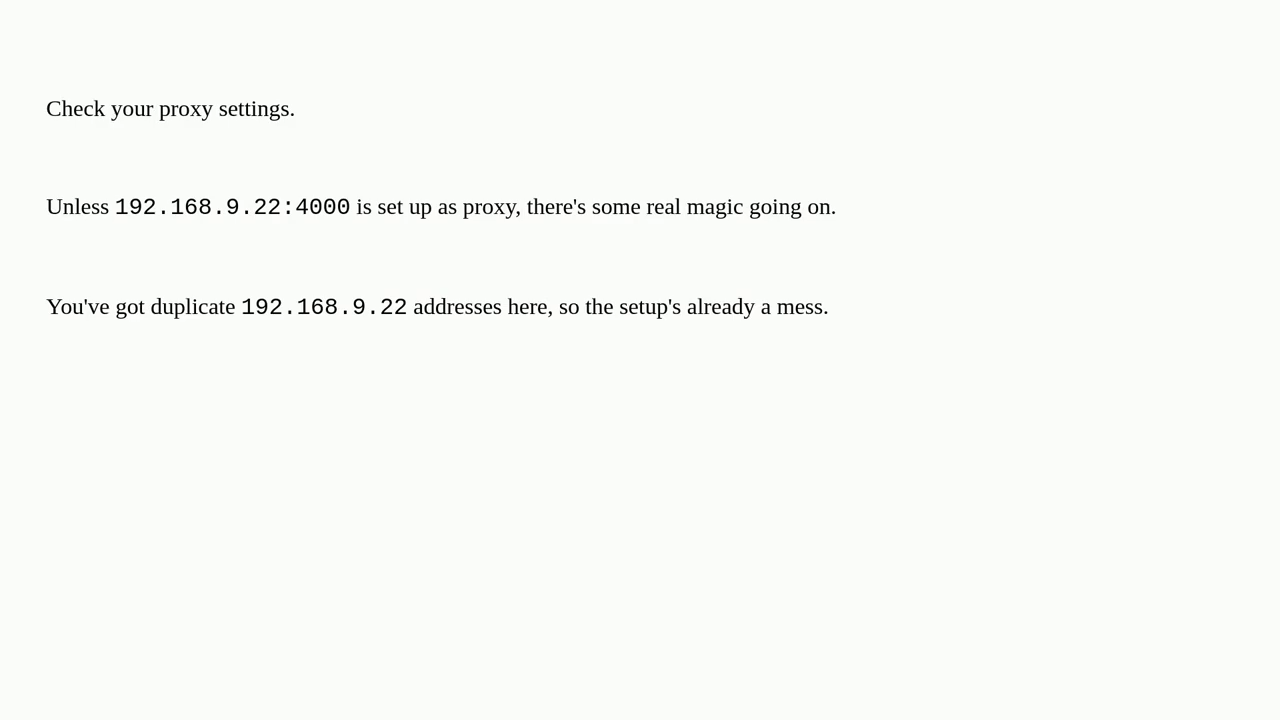 Check your proxy settings.
Unless 192.168.9.22:4000 is set up as proxy, there's some real magic going on.
You've got duplicate 192.168.9.22 addresses here, so the setup's already a mess.